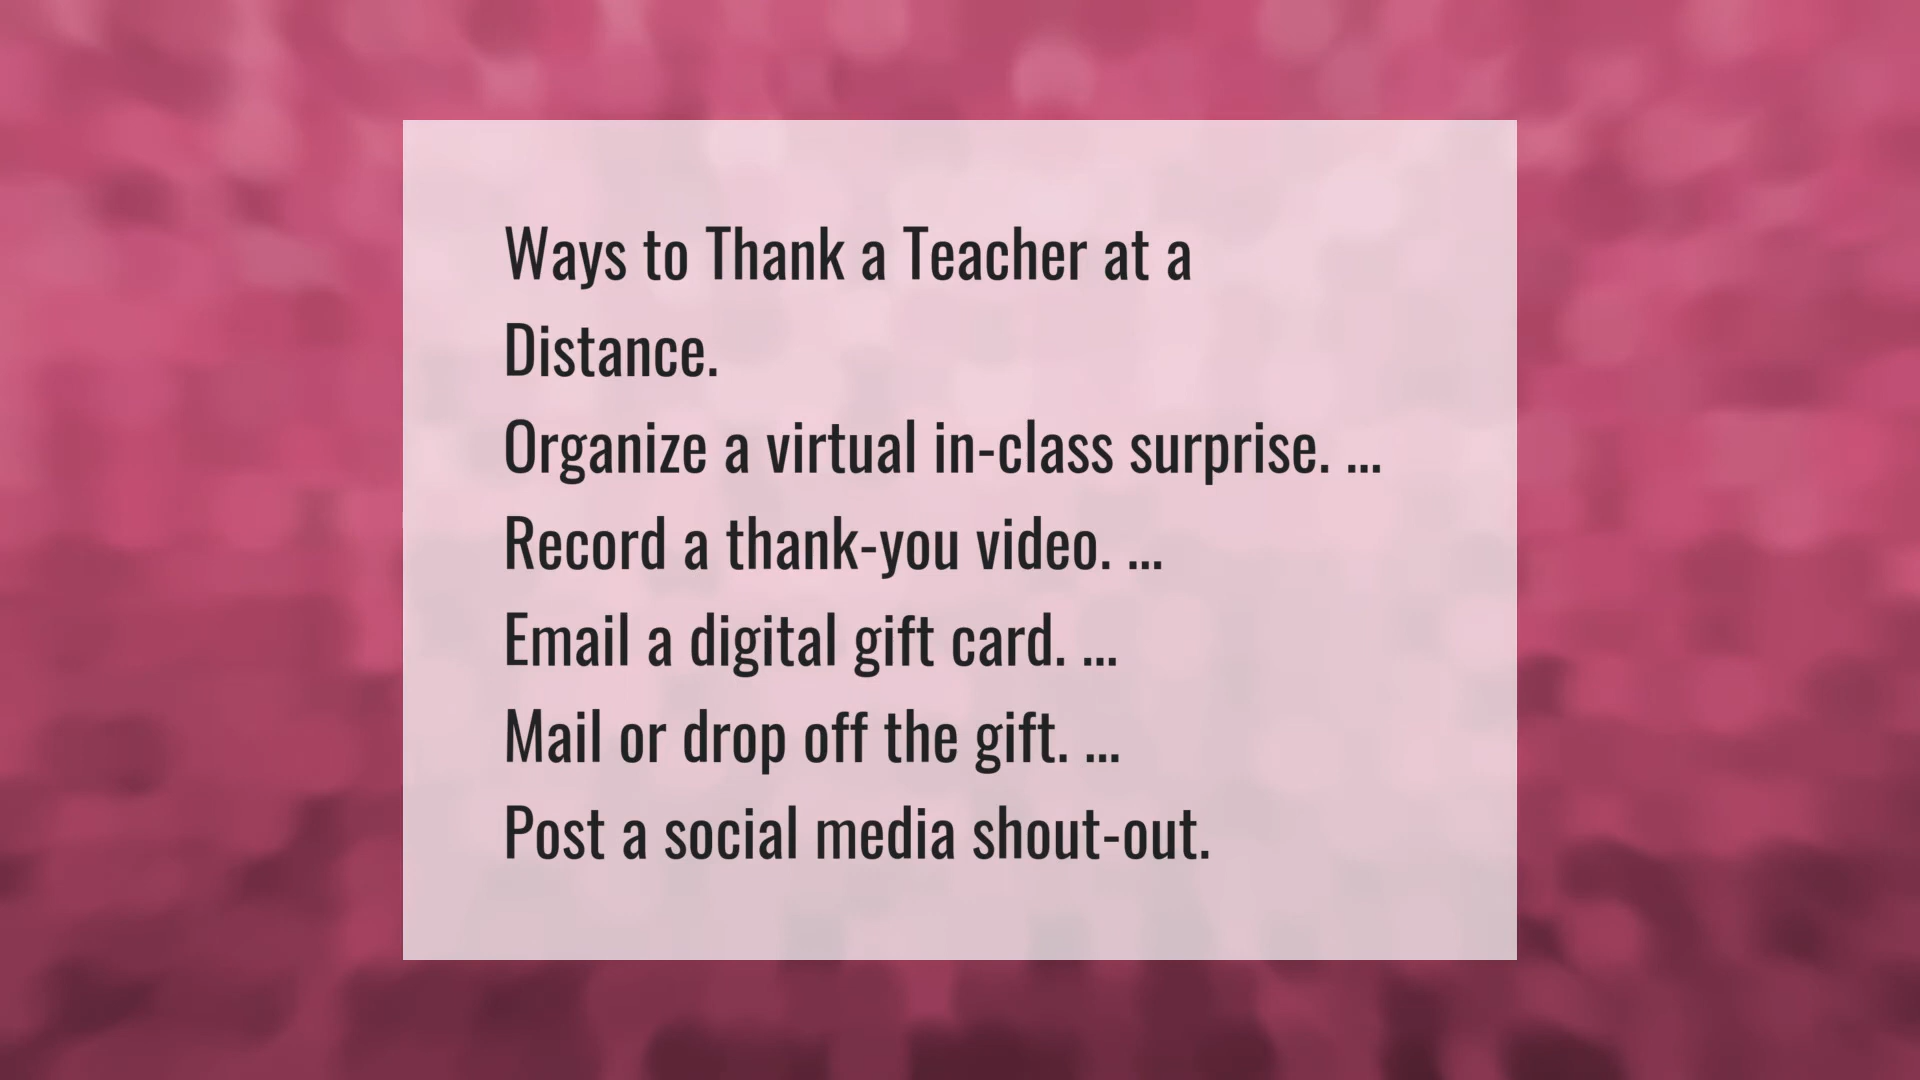 Ways to Thank a Teacher at a
Distance.
Organize a virtual in-class surprise. ...
Record a thank-you video. ...
Email a digital gift card. ...
Mail or drop off the gift. ...
Post a social media shout-out.